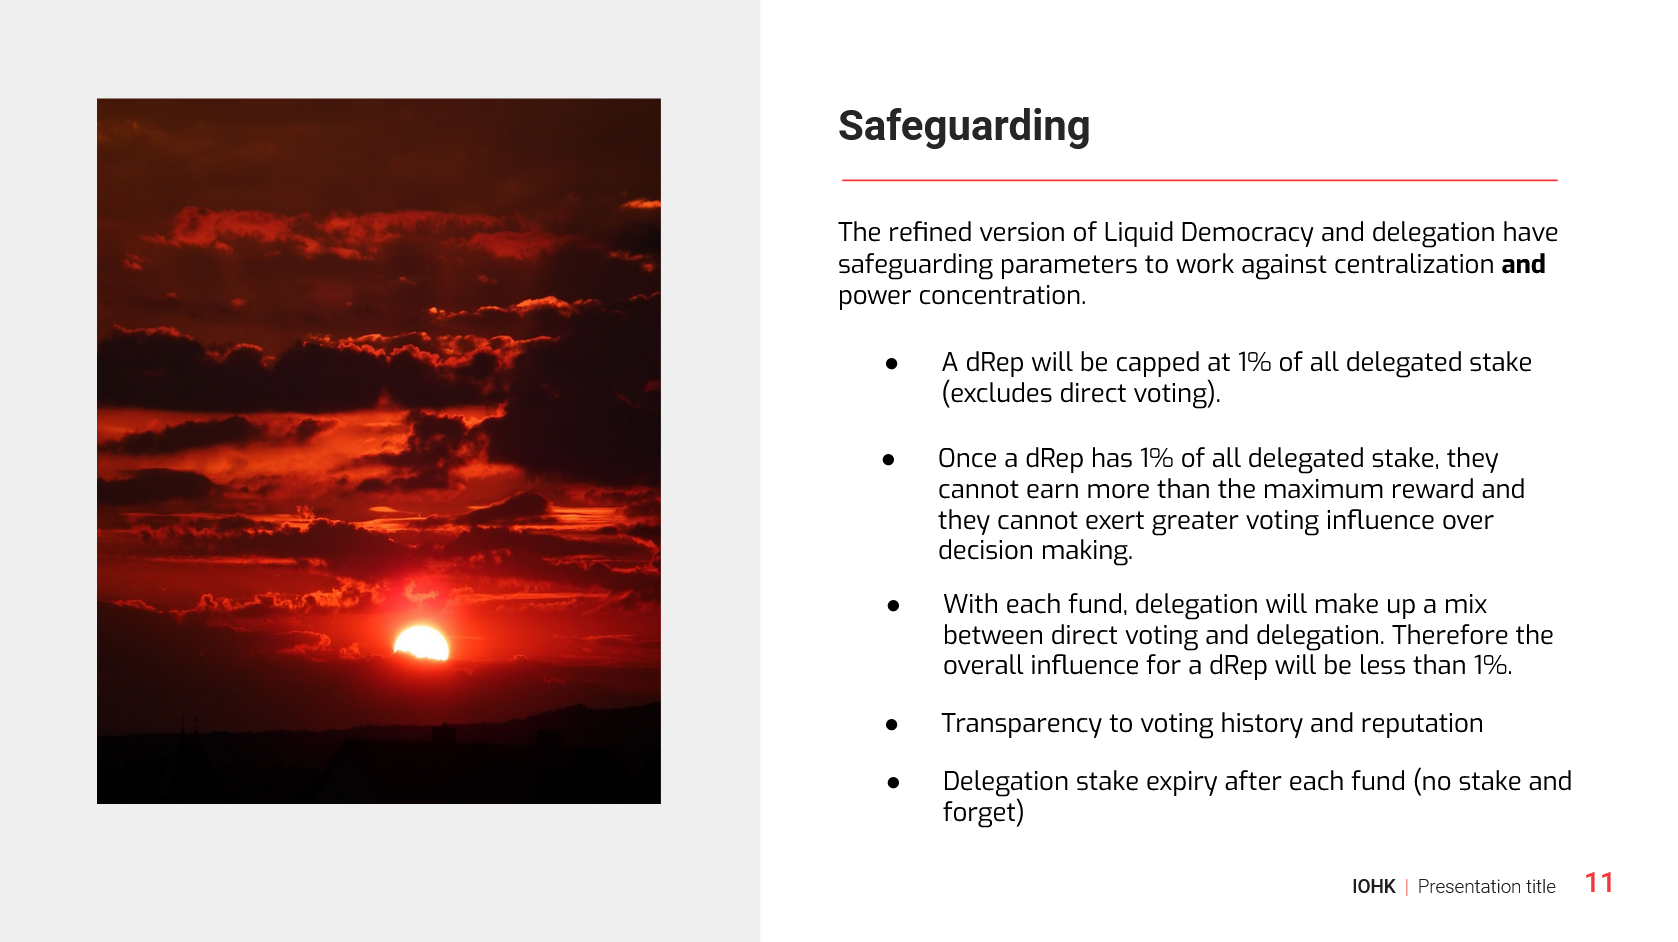 Safeguarding
The refined version of Liquid Democracy and delegation have
safeguarding parameters to work against centralization and
power concentration.
● A dRep will be capped at 1% of all delegated stake
(excludes direct voting).
● Once a dRep has 1% of all delegated stake, they
cannot earn more than the maximum reward and
they cannot exert greater voting influence over
decision making.
● With each fund, delegation will make up a mix
between direct voting and delegation. Therefore the
overall influence for a dRep will be less than 1%.
● Transparency to voting history and reputation
● Delegation stake expiry after each fund (no stake and
forget)
IOHK | Presentation title 11